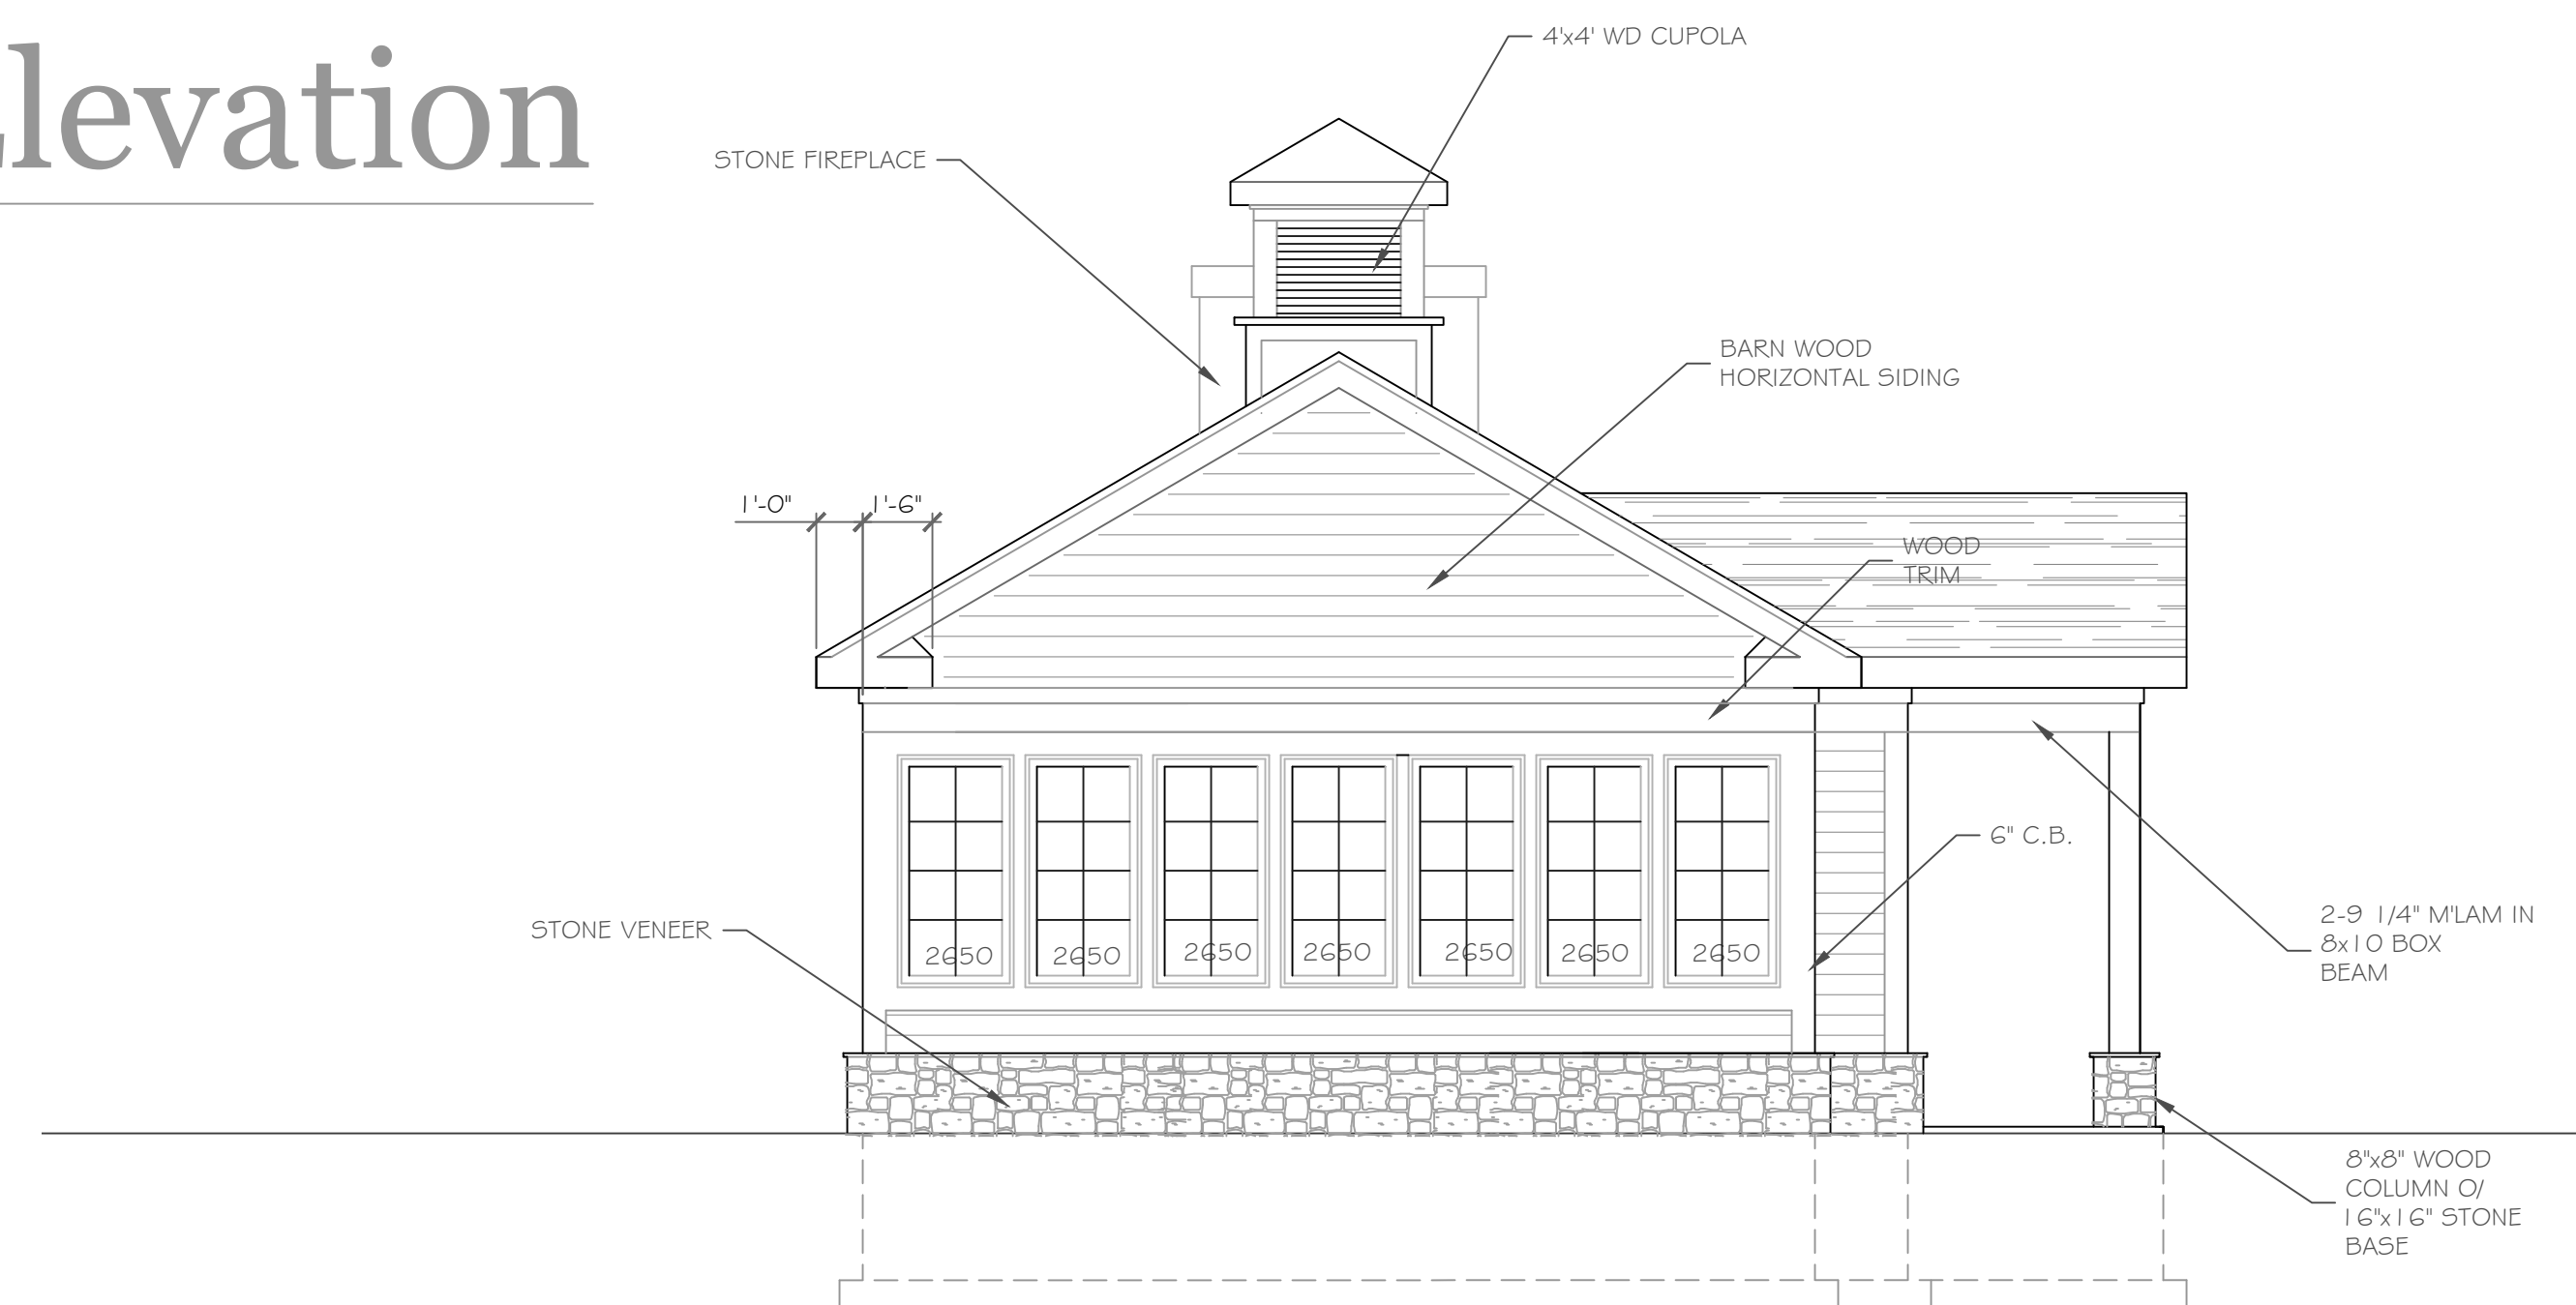 levation
4'x4' WD CUPOLA
STONE FIREPLACE
BARN WOOD
HORIZONTAL SIDING
1'-0"
1'-6"
WOOD
TRIM
6" C.B.
STONE VENEER
2-9 1/4" M'LAM IN
8x10 BOX
BEAM
2650 2650 2650 2650 2650 2650 2650
8"x8" WOOD
COLUMN O/
16"x16" STONE
BASE